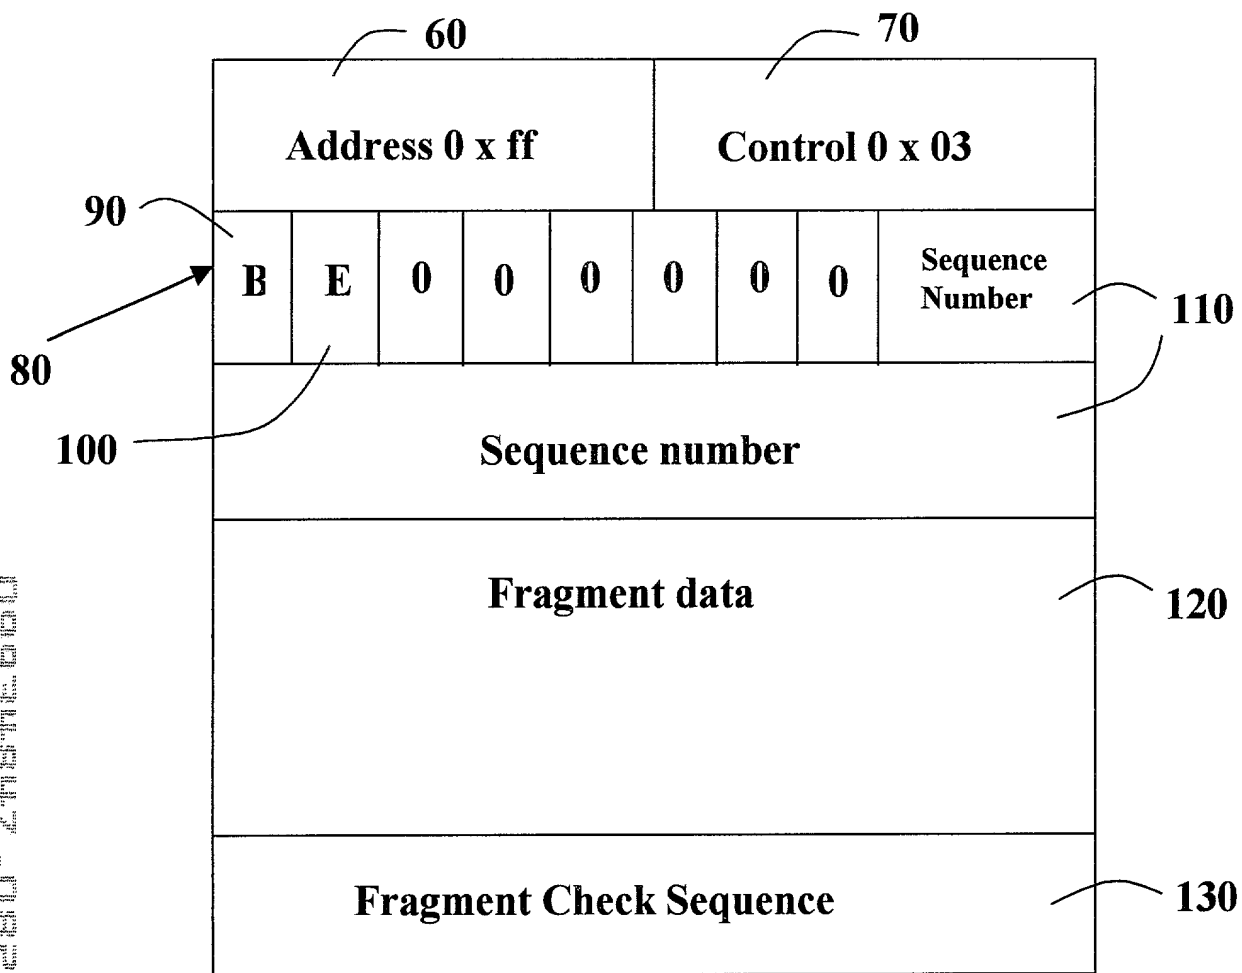 60
70
Address 0 x ff
Control 0 x 03
90
B E 0 0 0 0 0 0 Sequence
Number
110
80
100
Sequence number
Fragment data
120
Fragment Check Sequence
130